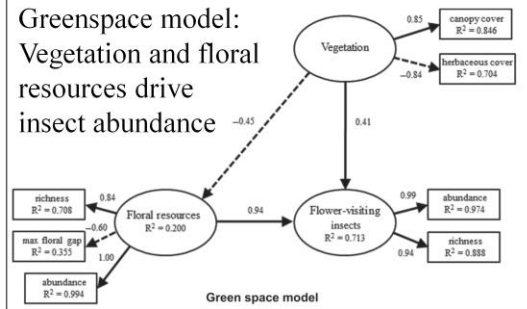 Greenspace model:
Vegetation and floral
resources drive
insect abundance
Vegetation
0.85
canopy cover
R² = 0.846
-0.84
herbaceous cover
R² = 0.704
-0.45
0.41
richness
R² = 0.708
0.84
max floral gap
R² = 0.355
-0.60
abundance
R² = 0.994
1.00
Floral resources
R² = 0.200
0.94
Flower-visiting
insects
R² = 0.713
0.99
abundance
R² = 0.974
0.94
richness
R² = 0.888
Green space model